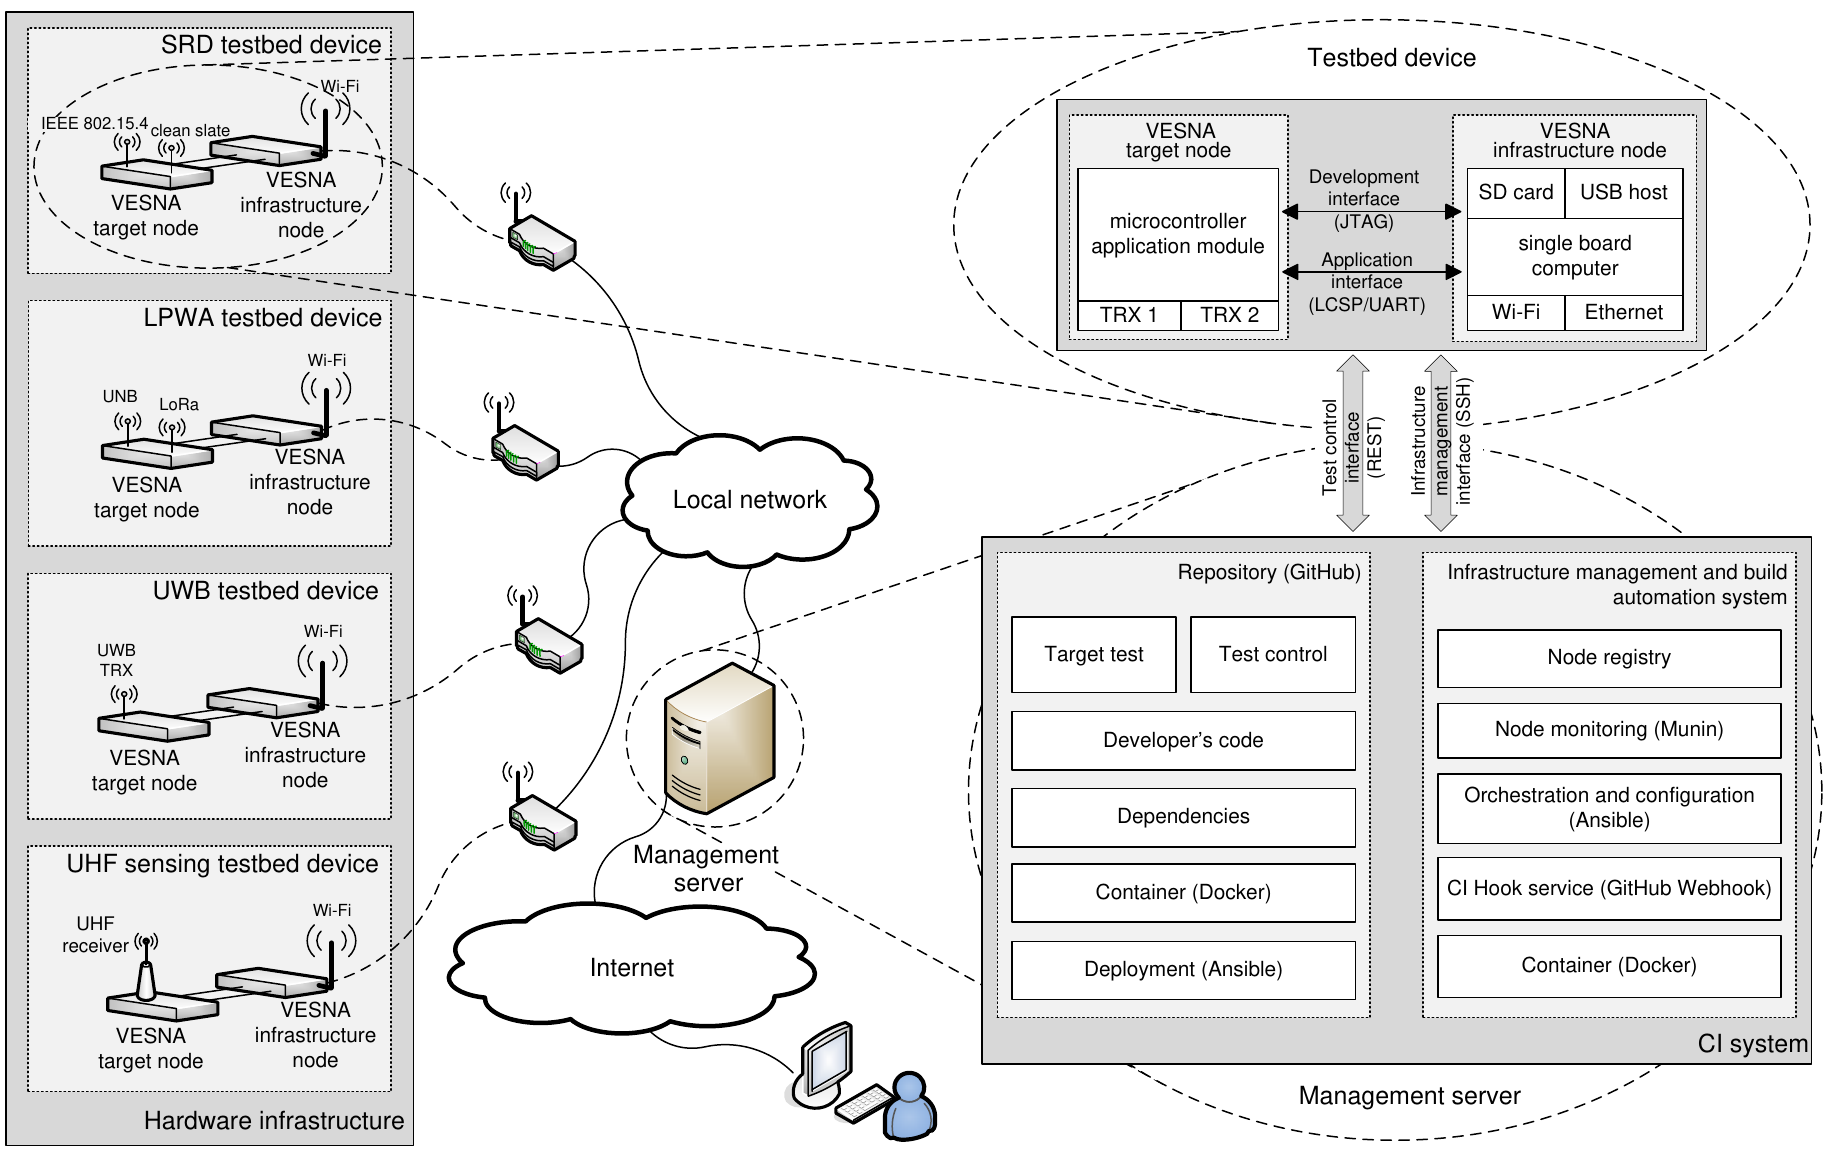 SRD testbed device
Wi-Fi
IEEE 802.15.4
clean slate
VESNA
target node
VESNA
infrastructure
node
LPWA testbed device
Wi-Fi
UNB
LoRa
VESNA
target node
VESNA
infrastructure
node
UWB testbed device
Wi-Fi
UWB
TRX
VESNA
target node
VESNA
infrastructure
node
UHF sensing testbed device
Wi-Fi
UHF
receiver
VESNA
target node
VESNA
infrastructure
node
Hardware infrastructure
Local network
Management
server
Internet
Testbed device
VESNA
target node
microcontroller
application module
TRX 1
TRX 2
Development
interface
(JTAG)
Application
interface
(LCSP/UART)
VESNA
infrastructure node
SD card
USB host
single board
computer
Wi-Fi
Ethernet
Test control
interface
(REST)
Infrastructure
management
interface (SSH)
Repository (GitHub)
Target test
Test control
Developer's code
Dependencies
Container (Docker)
Deployment (Ansible)
Infrastructure management and build
automation system
Node registry
Node monitoring (Munin)
Orchestration and configuration
(Ansible)
CI Hook service (GitHub Webhook)
Container (Docker)
CI system
Management server